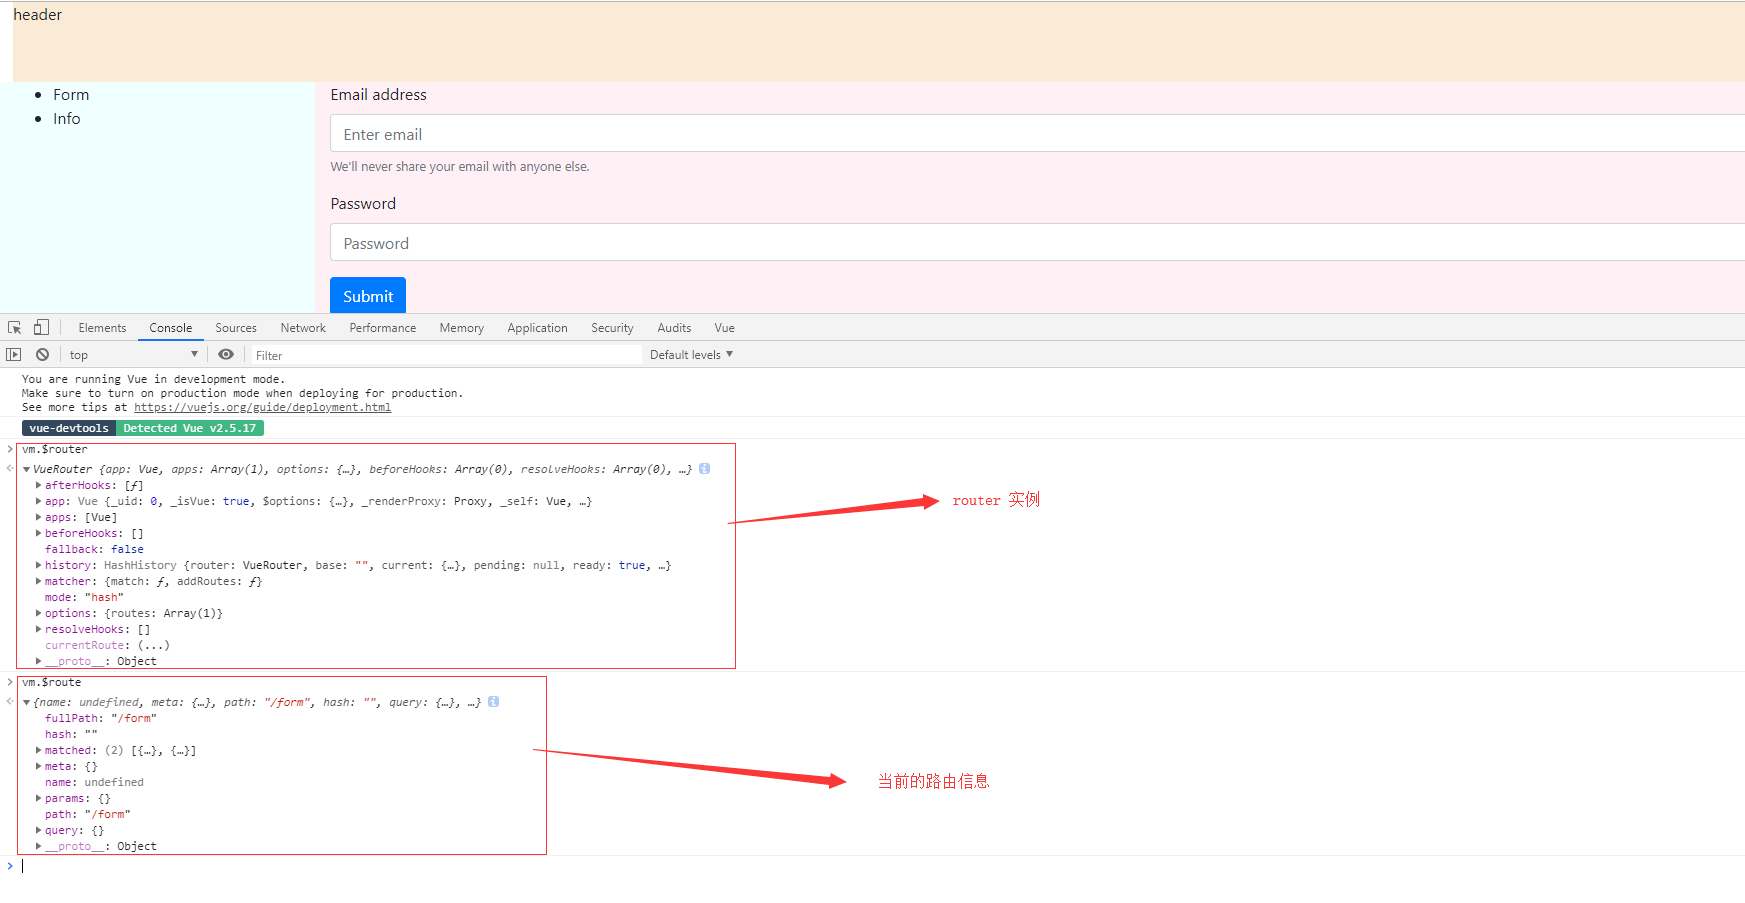 header
Form
Info
Email address
Enter email
We'll never share your email with anyone else.
Password
Password
Submit
Elements Console Sources Network Performance Memory Application Security Audits Vue
top Filter Default levels
You are running Vue in development mode.
Make sure to turn on production mode when deploying for production.
See more tips at https://vuejs.org/guide/deployment.html
vue-devtools Detected Vue v2.5.17
vm.$router
VueRouter {app: Vue, apps: Array(1), options: {…}, beforeHooks: Array(0), resolveHooks: Array(0), …}
afterHooks: [ƒ]
app: Vue {_uid: 0, _isVue: true, $options: {…}, _renderProxy: Proxy, _self: Vue, …}
router 实例
apps: [Vue]
beforeHooks: []
fallback: false
history: HashHistory {router: VueRouter, base: "", current: {…}, pending: null, ready: true, …}
matcher: {match: ƒ, addRoutes: ƒ}
mode: "hash"
options: {routes: Array(1)}
resolveHooks: []
currentRoute: (...)
__proto__: Object
vm.$route
{name: undefined, meta: {…}, path: "/form", hash: "", query: {…}, …}
fullPath: "/form"
hash: ""
matched: (2) [{…}, {…}]
meta: {}
name: undefined
当前的路由信息
params: {}
path: "/form"
query: {}
__proto__: Object